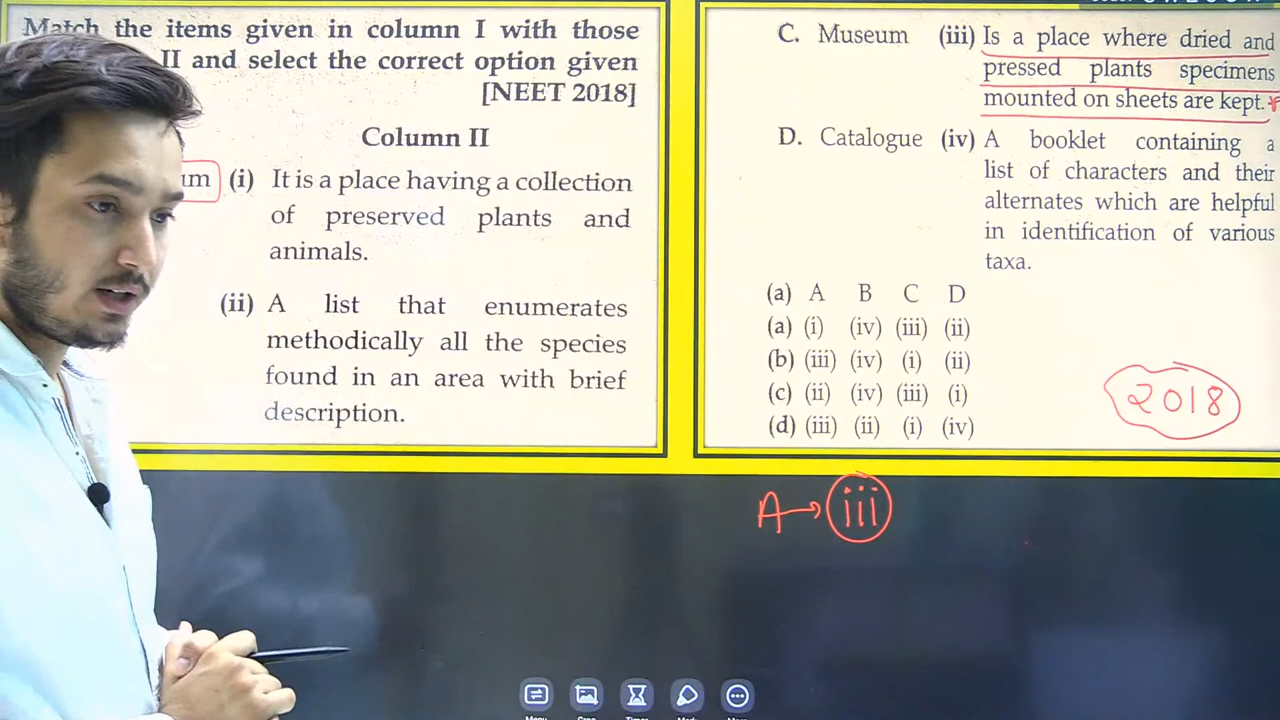 Match the items given in column I with those
II and select the correct option given
[NEET 2018]
Column II
um (i) It is a place having a collection
of preserved plants and
animals.
(ii) A list that enumerates
methodically all the species
found in an area with brief
description.
C. Museum (iii) Is a place where dried and
pressed plants specimens
mounted on sheets are kept.
D. Catalogue (iv) A booklet containing a
list of characters and their
alternates which are helpful
in identification of various
taxa.
(a) A B C D
(a) (i) (iv) (iii) (ii)
(b) (iii) (iv) (i) (ii)
(c) (ii) (iv) (iii) (i)
(d) (iii) (ii) (i) (iv)
2018
A→iii